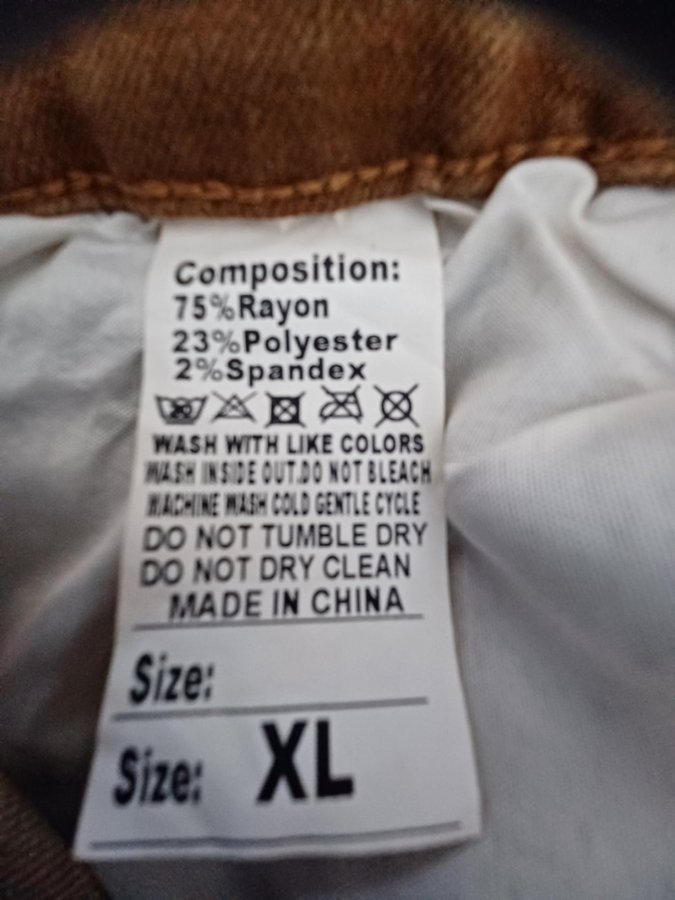 Composition:
75%Rayon
23%Polyester
2%Spandex
WASH WITH LIKE COLORS
WASH INSIDE OUT.DO NOT BLEACH
MACHINE WASH COLD GENTLE CYCLE
DO NOT TUMBLE DRY
DO NOT DRY CLEAN
MADE IN CHINA
Size:
Size: XL